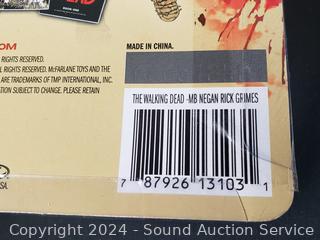 MADE IN CHINA.
OM
RIGHTS RESERVED.
L RIGHTS RESERVED. McFARLANE TOYS AND THE
ARE TRADEMARKS OF TMP INTERNATIONAL, INC.
ATION SUBJECT TO CHANGE. PLEASE RETAIN
THE WALKING DEAD -MB NEGAN RICK GRIMES
7 87926 13103 1
SA.
Copyright 2024 - Sound Auction Service